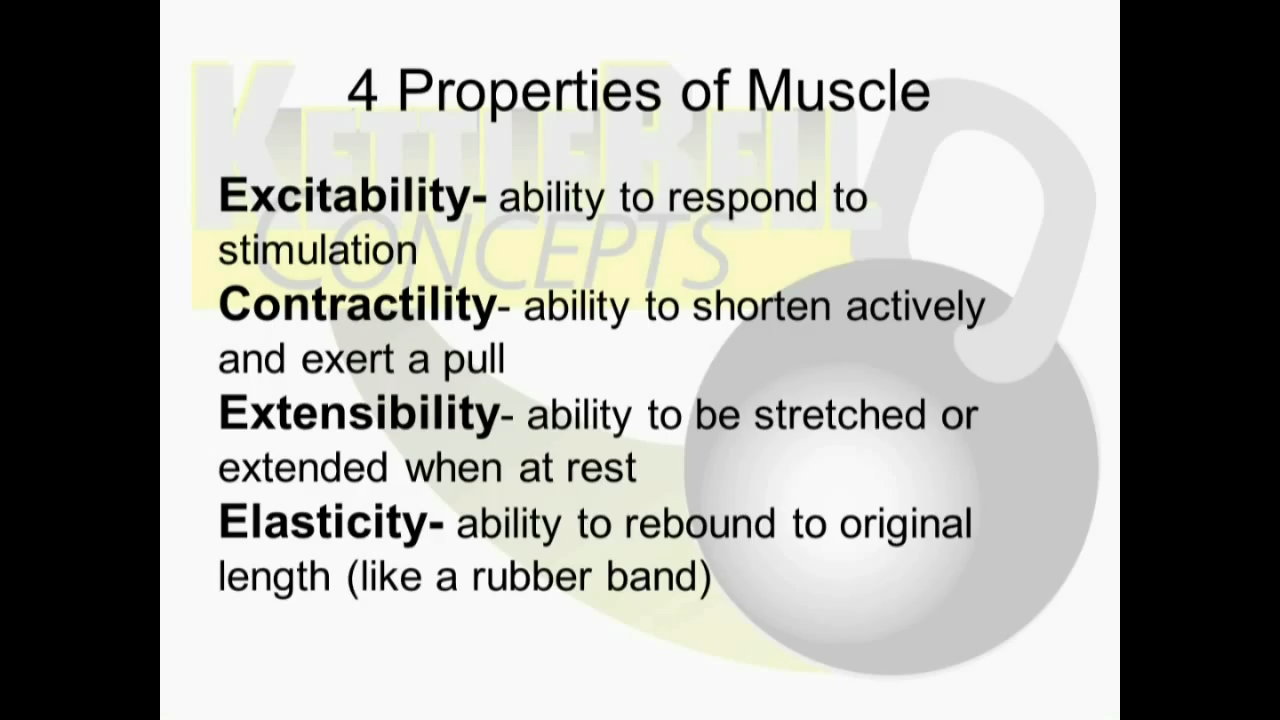 4 Properties of Muscle
KETTLEBELL
CONCEPTS
Excitability- ability to respond to
stimulation
Contractility- ability to shorten actively
and exert a pull
Extensibility- ability to be stretched or
extended when at rest
Elasticity- ability to rebound to original
length (like a rubber band)